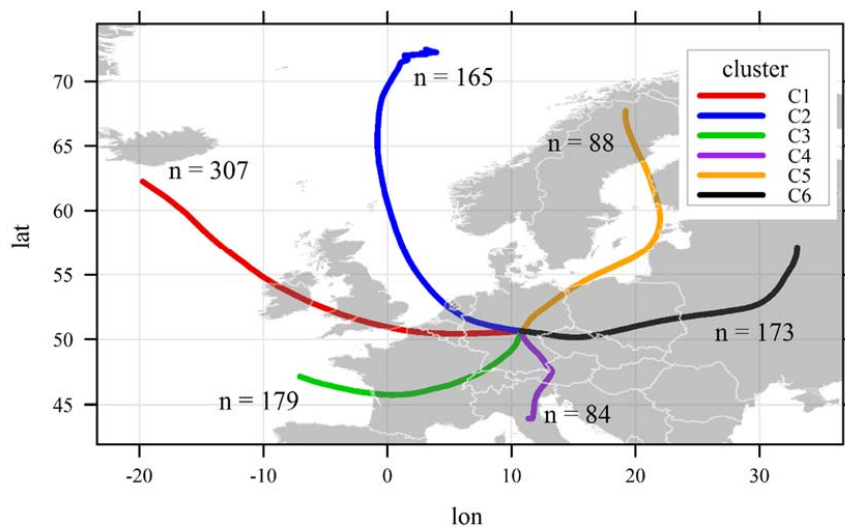 n = 165
cluster
C1
C2
C3
C4
C5
C6
n = 88
n = 307
n = 173
n = 179
n = 84
lat
70
65
60
55
50
45
-20
-10
0
10
20
30
lon